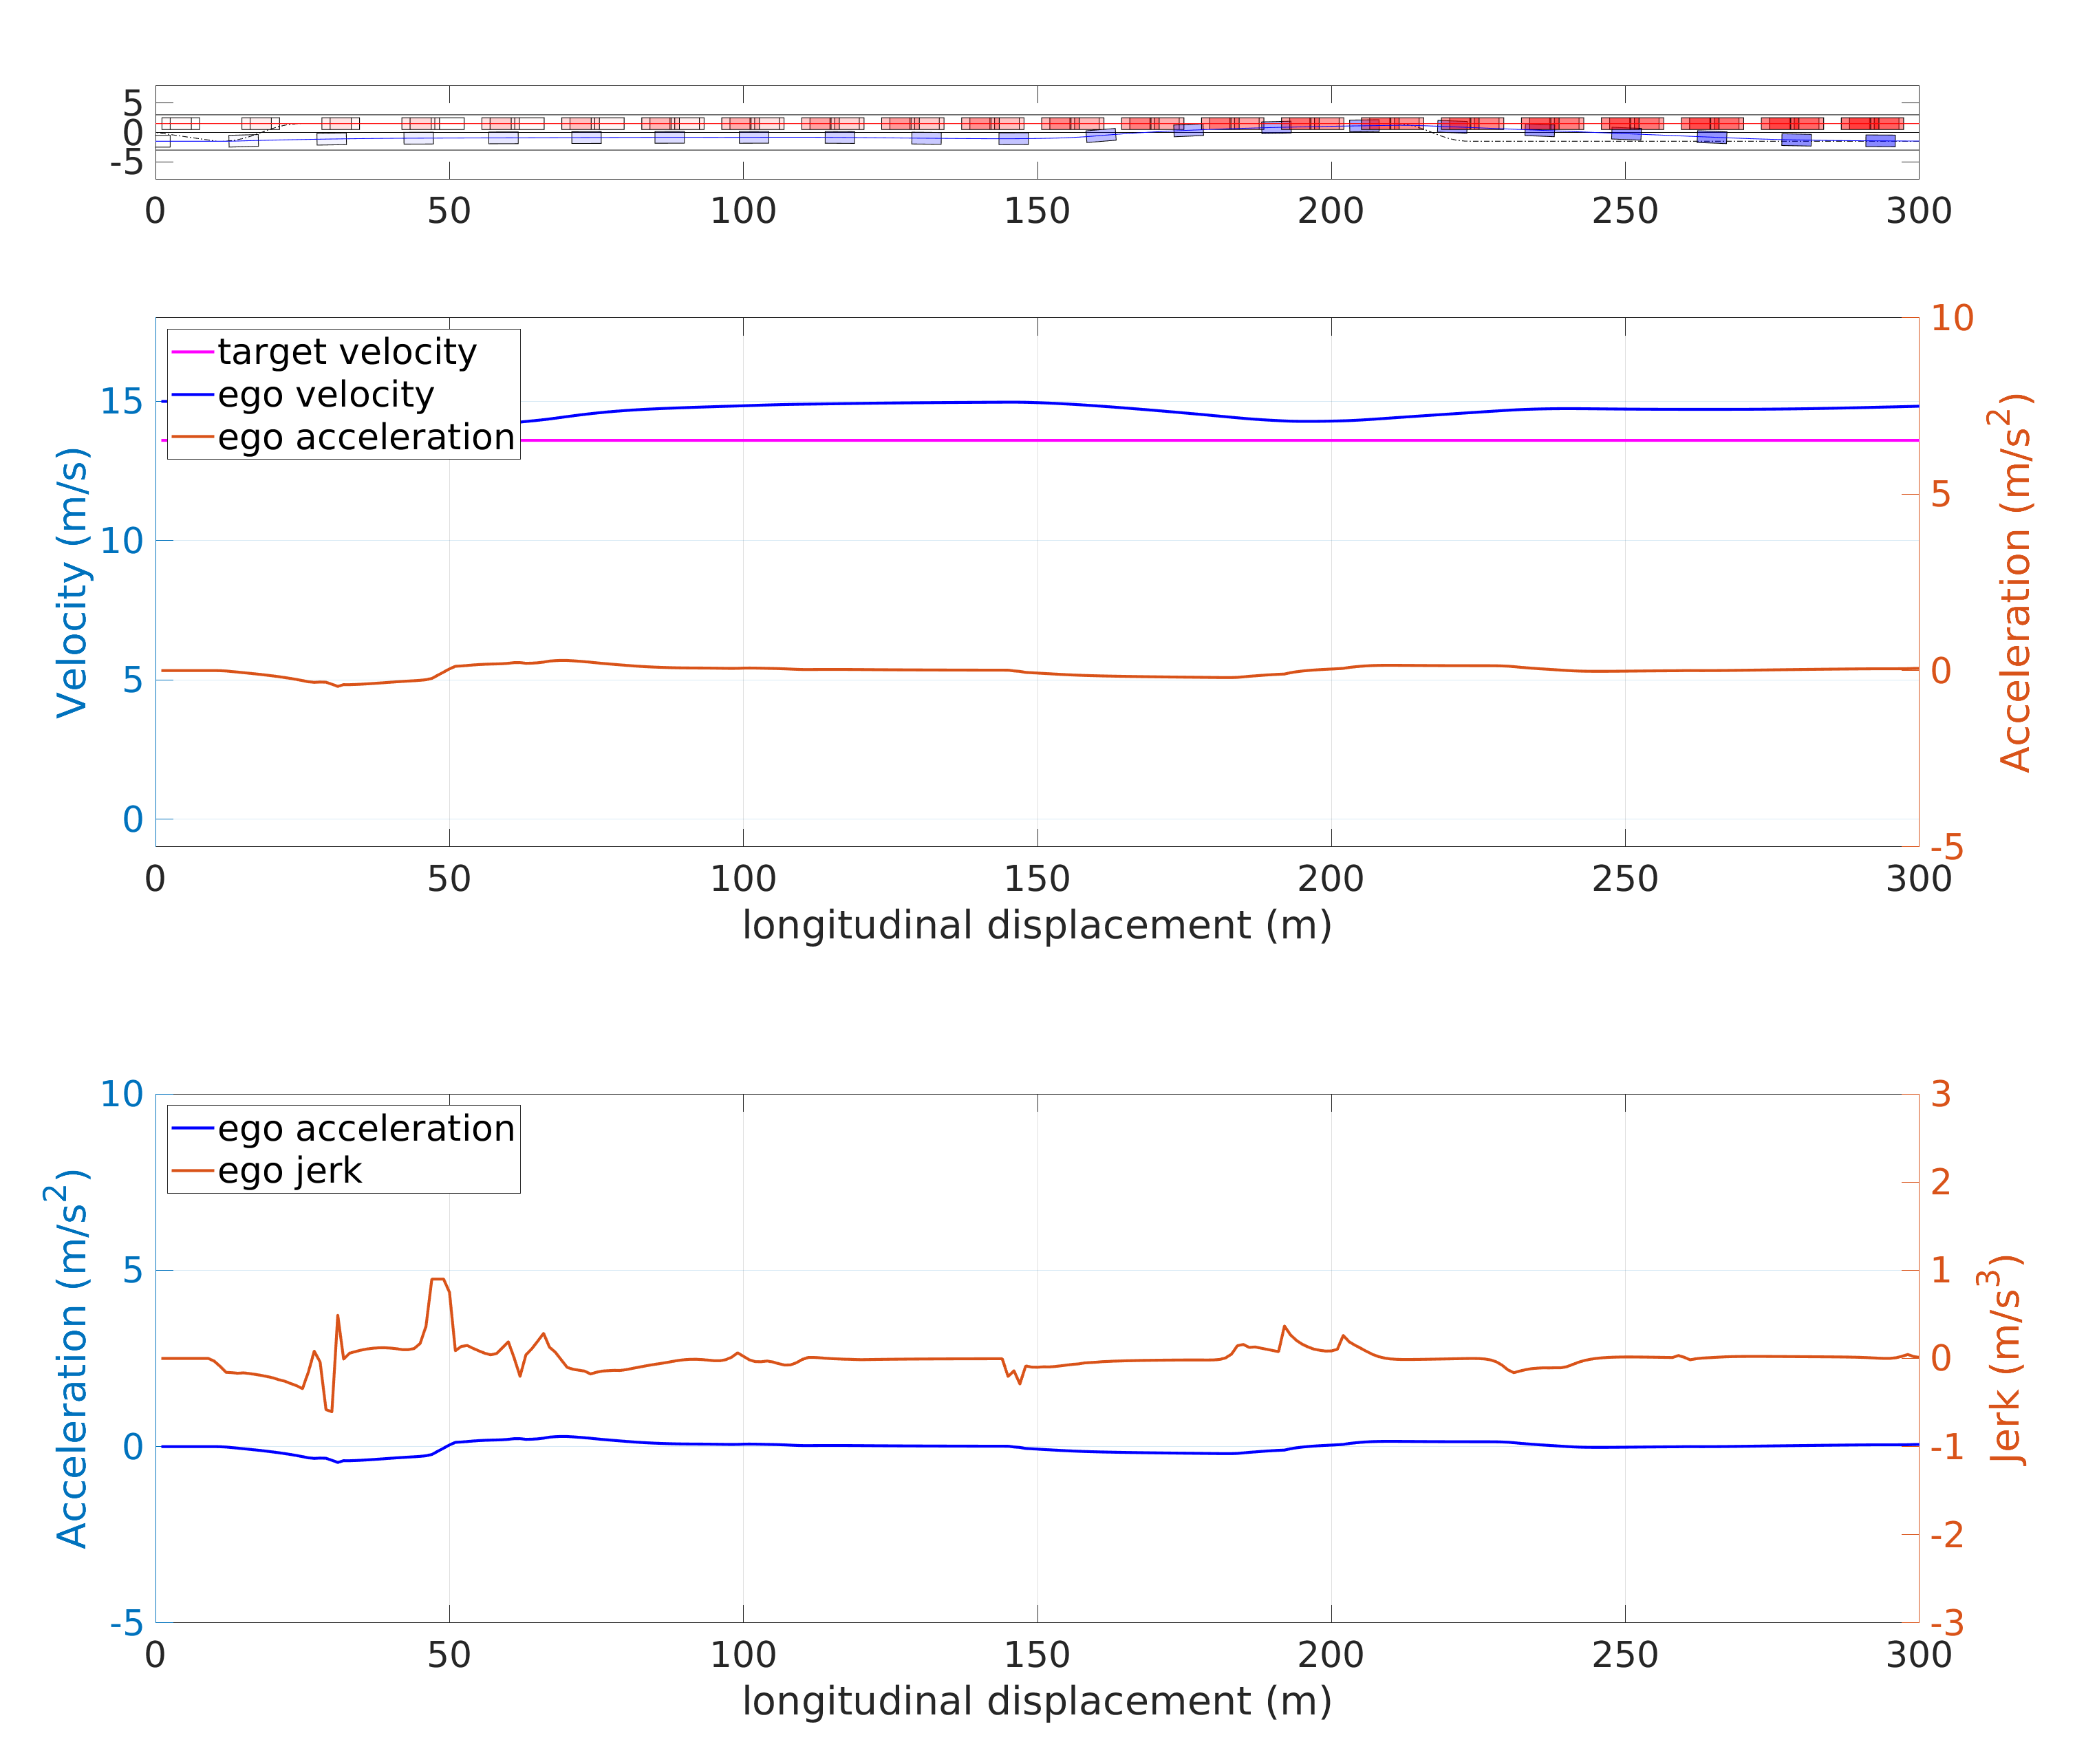 5
0
-5
0 50 100 150 200 250 300
target velocity
ego velocity
ego acceleration
15
10
5
0
Velocity (m/s)
10
5
0
-5
Acceleration (m/s²)
0 50 100 150 200 250 300
longitudinal displacement (m)
ego acceleration
ego jerk
10
5
0
-5
Acceleration (m/s²)
3
2
1
0
-1
-2
-3
Jerk (m/s³)
0 50 100 150 200 250 300
longitudinal displacement (m)